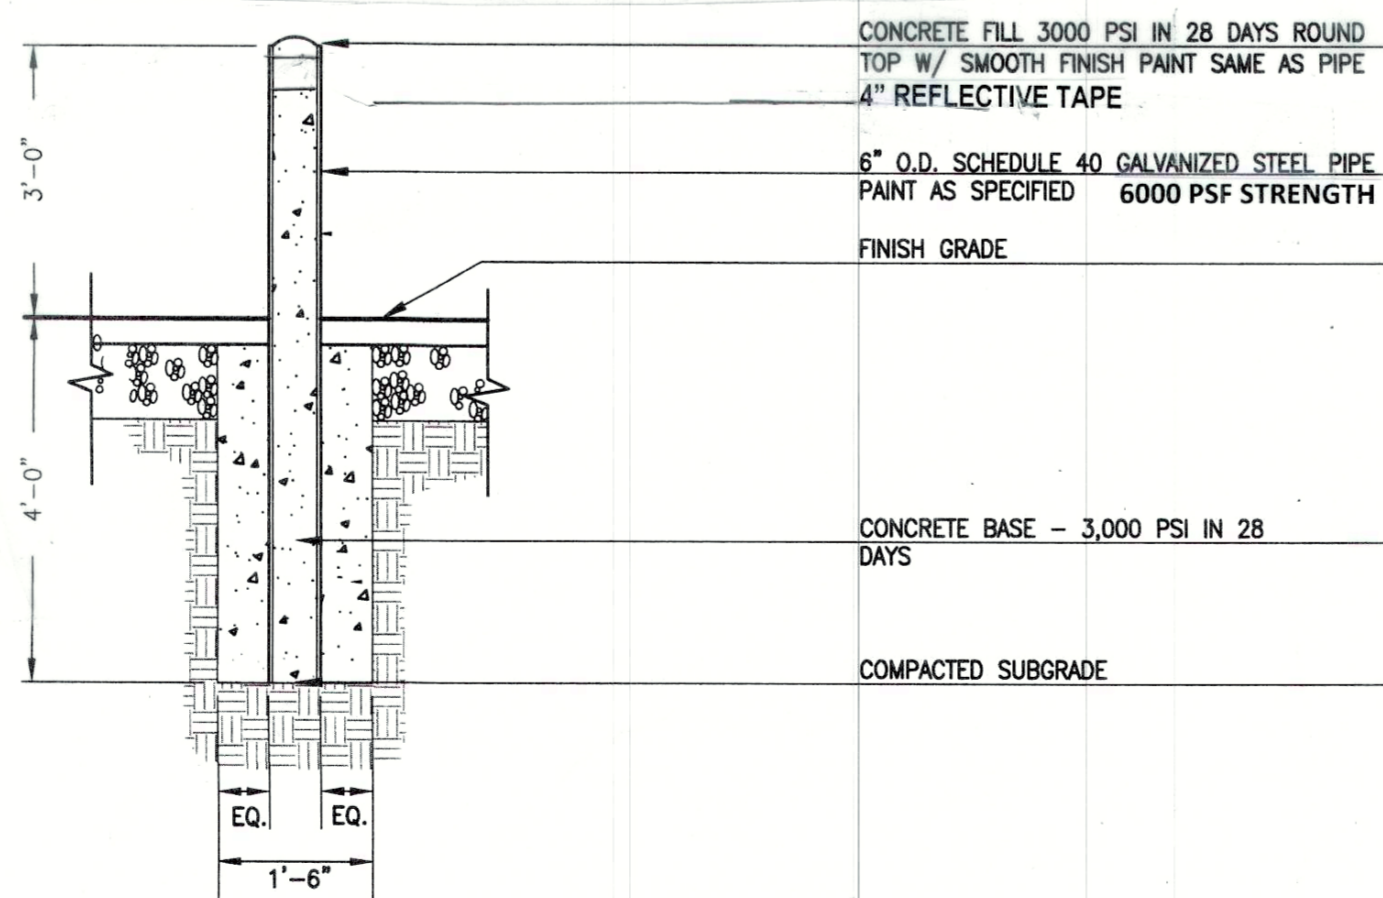 CONCRETE FILL 3000 PSI IN 28 DAYS ROUND
TOP W/ SMOOTH FINISH PAINT SAME AS PIPE
4" REFLECTIVE TAPE
6" O.D. SCHEDULE 40 GALVANIZED STEEL PIPE
PAINT AS SPECIFIED 6000 PSF STRENGTH
FINISH GRADE
3'-0"
4'-0"
CONCRETE BASE – 3,000 PSI IN 28
DAYS
COMPACTED SUBGRADE
EQ. EQ.
1'-6"